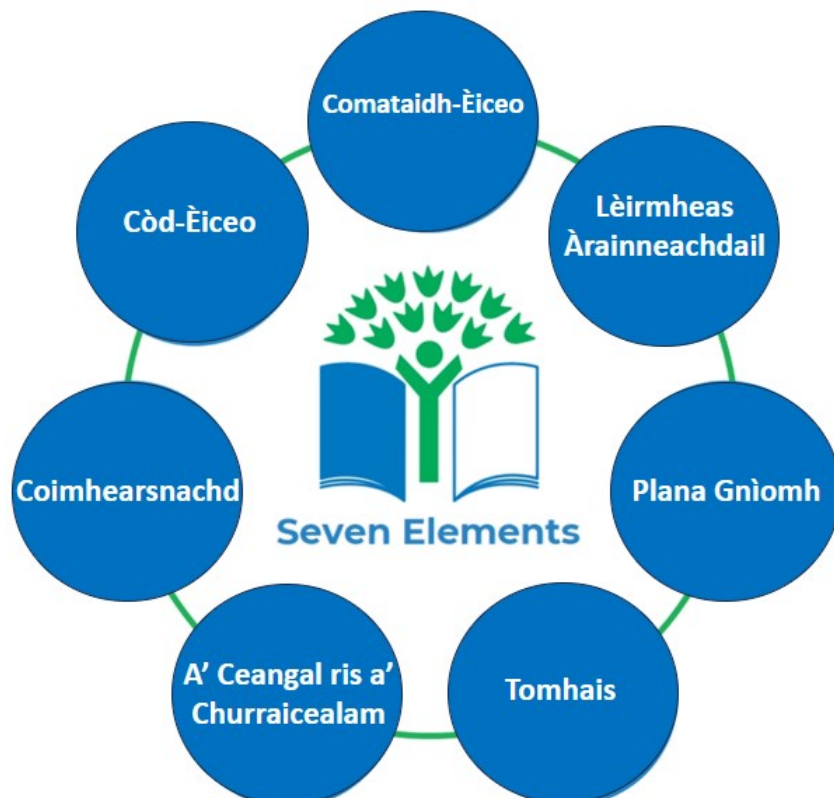 Comataidh-Èiceo
Lèirmheas
Àrainneachdail
Plana Gnìomh
Tomhais
A’ Ceangal ris a’
Churraicealam
Coimhearsnachd
Còd-Èiceo
Seven Elements